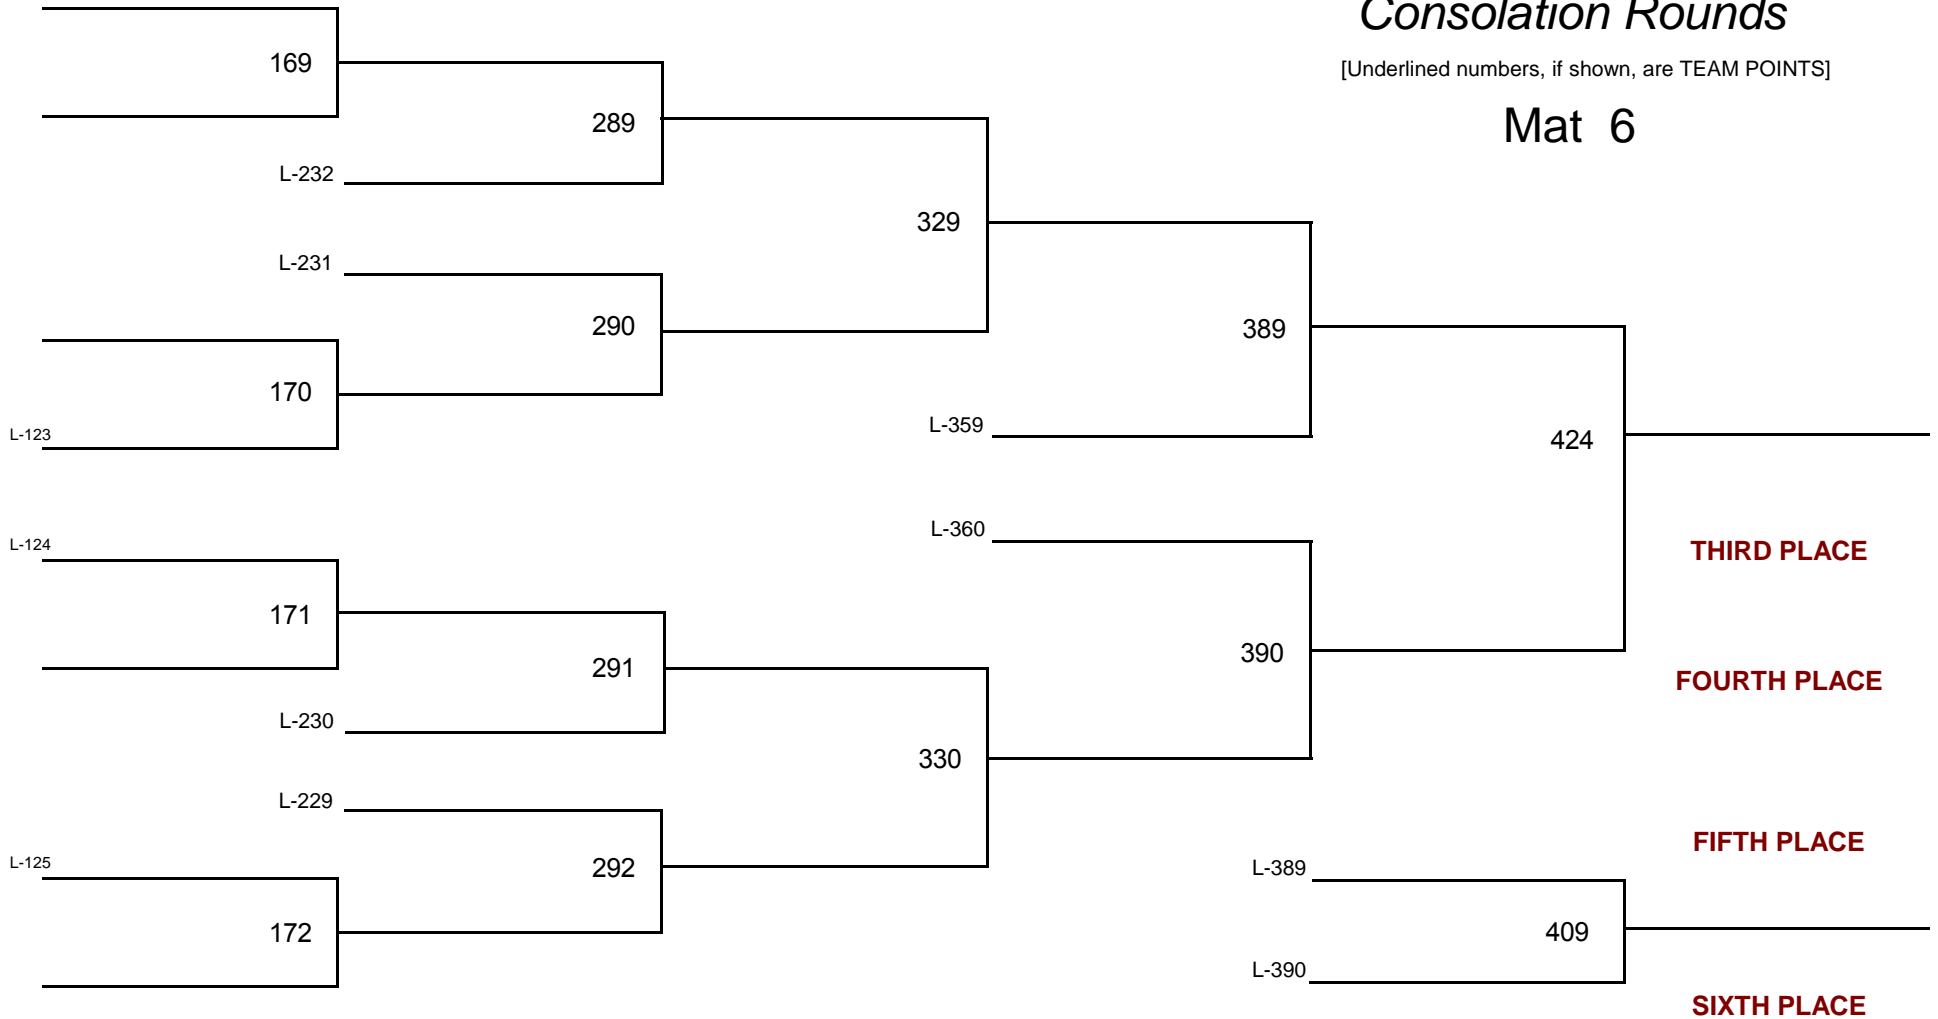 Consolation Rounds
[Underlined numbers, if shown, are TEAM POINTS]
Mat 6
169
289
L-232
329
L-231
290
389
170
L-123
L-359
424
L-124
L-360
THIRD PLACE
171
390
291
FOURTH PLACE
L-230
330
L-229
FIFTH PLACE
L-125
292
L-389
172
409
L-390
SIXTH PLACE